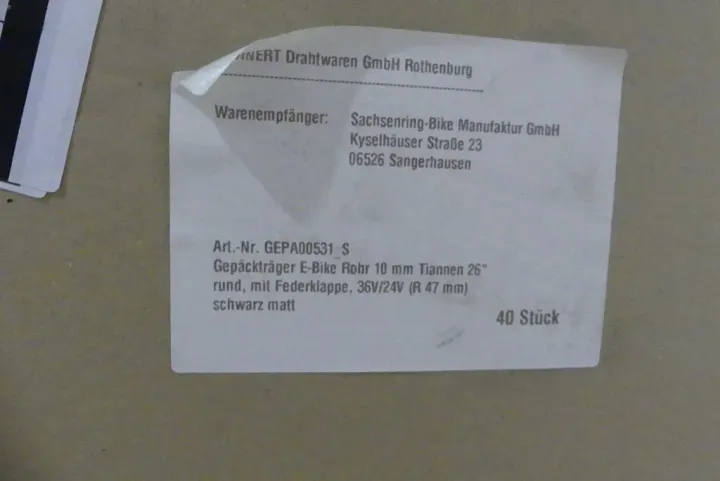 Drahtwaren GmbH Rothenburg
Warenempfänger: Sachsenring-Bike Manufaktur GmbH
Kyselhäuser Straße 23
06526 Sangerhausen
Art.-Nr. GEPA00531_S
Gepäckträger E-Bike Rohr 10 mm Tiannen 26"
rund, mit Federklappe, 36V/24V (R 47 mm)
schwarz matt
40 Stück